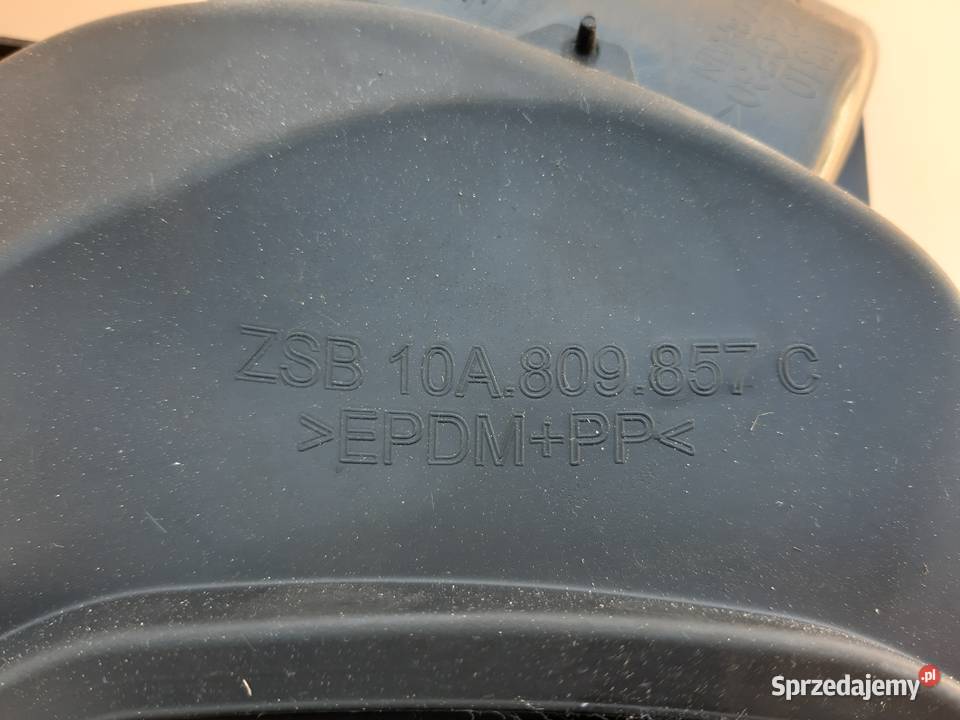 ZSB 10A.809.857 C
>EPDM+PP<
Sprzedajemy.pl